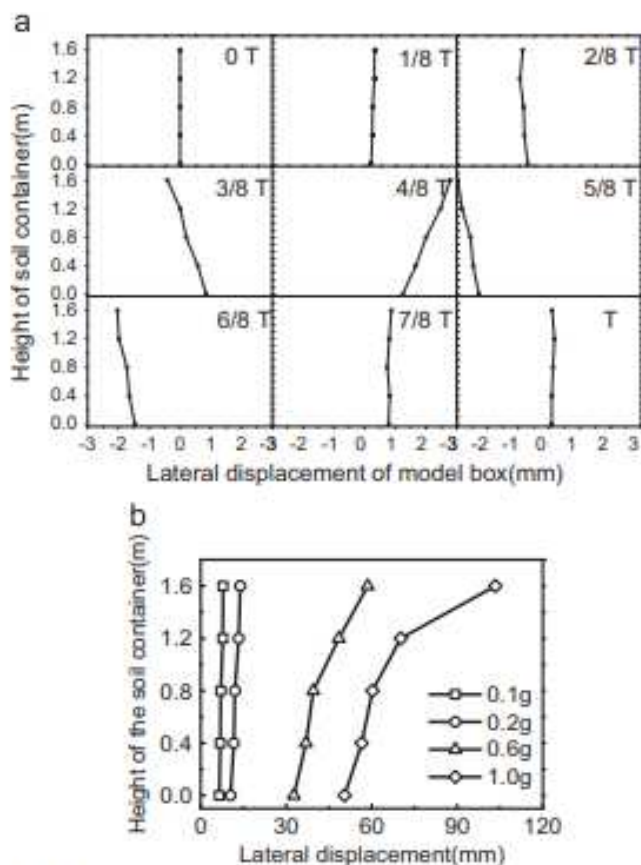 a
Height of soil container(m)
1.6
1.2
0.8
0.4
0.0
1.6
1.2
0.8
0.4
0.0
1.6
1.2
0.8
0.4
0.0
0 T
1/8 T
2/8 T
3/8 T
4/8 T
5/8 T
6/8 T
7/8 T
T
-3 -2 -1 0 1 2 -3 -2 -1 0 1 2 -3 -2 -1 0 1 2 3
Lateral displacement of model box(mm)
b
Height of the soil container(m)
1.6
1.2
0.8
0.4
0.0
0.1g
0.2g
0.6g
1.0g
0 30 60 90 120
Lateral displacement(mm)